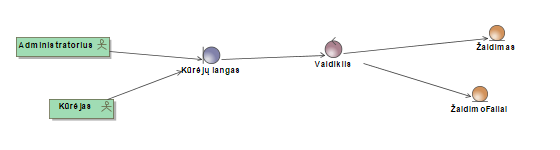 Administratorius
Kūrėjas
Kūrėjų langas
Valdiklis
Žaidimas
ŽaidimoFailai